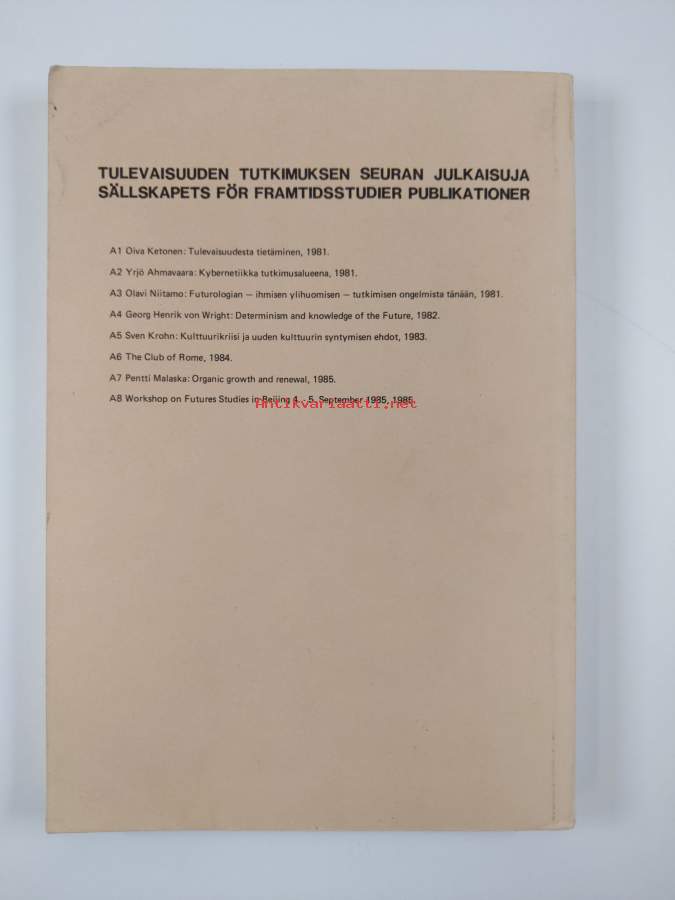 TULEVAISUUDEN TUTKIMUKSEN SEURAN JULKAISUJA
SÄLLSKAPETS FÖR FRAMTIDSSTUDIER PUBLIKATIONER
A1 Oiva Ketonen: Tulevaisuudesta tietäminen, 1981.
A2 Yrjö Ahmavaara: Kybernetiikka tutkimusalueena, 1981.
A3 Olavi Niitamo: Futurologian – ihmisen ylihuomisen – tutkimisen ongelmista tänään, 1981.
A4 Georg Henrik von Wright: Determinism and knowledge of the Future, 1982.
A5 Sven Krohn: Kulttuurikriisi ja uuden kulttuurin syntymisen ehdot, 1983.
A6 The Club of Rome, 1984.
A7 Pentti Malaska: Organic growth and renewal, 1985.
A8 Workshop on Futures Studies in Beijing 4 - 5. September 1985, 1985.
Antikvariaatti.net